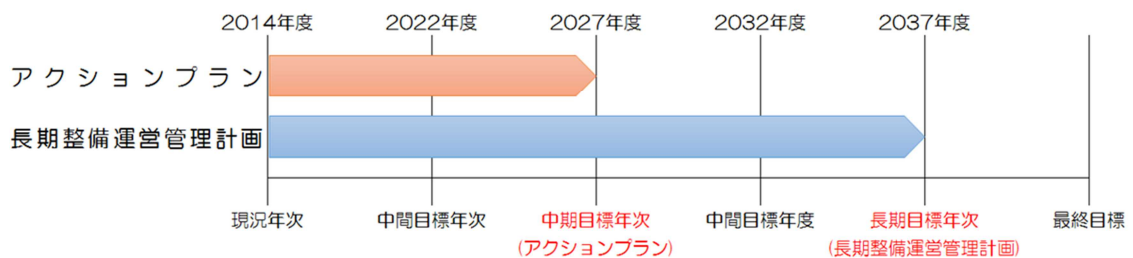 2014年度 2022年度 2027年度 2032年度 2037年度
アクションプラン
長期整備運営管理計画
現況年次 中間目標年次 中期目標年次 中間目標年度 長期目標年次 最終目標
(アクションプラン) (長期整備運営管理計画)